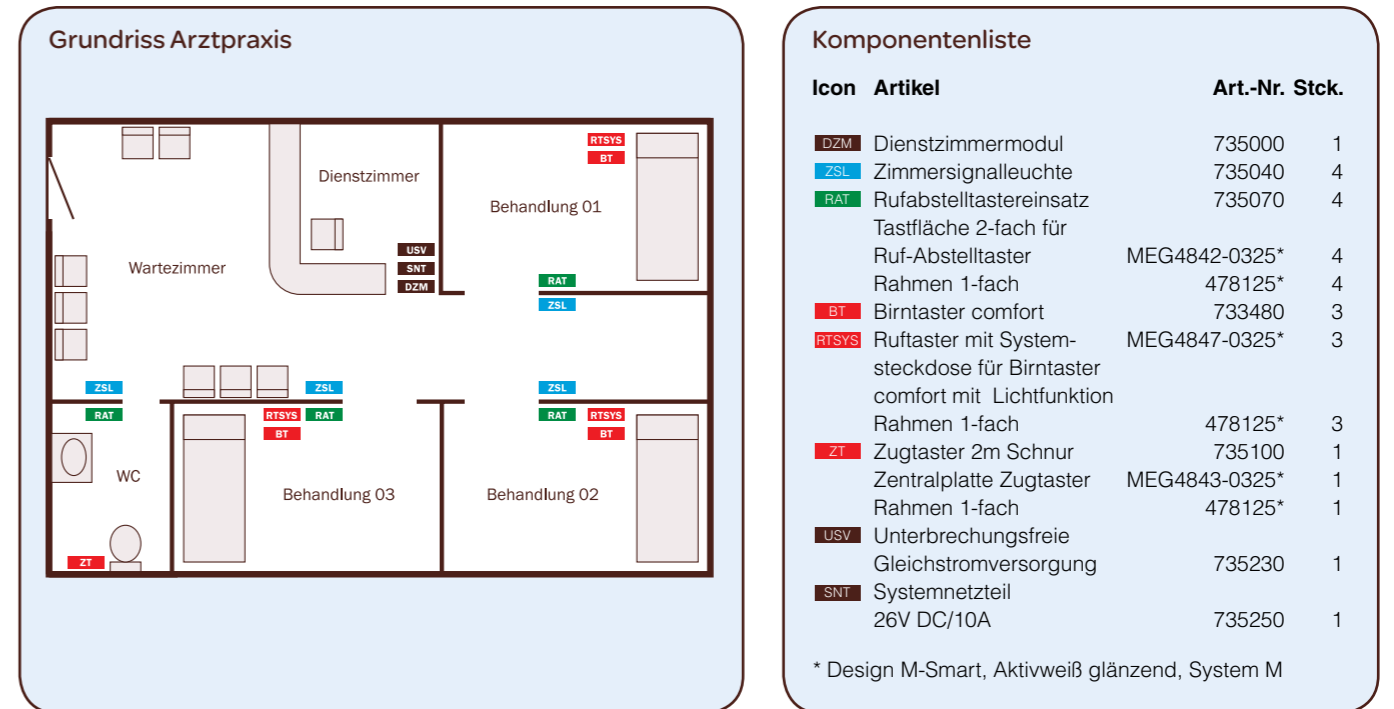 Grundriss Arztpraxis
RTSYS
BT
Dienstzimmer
Behandlung 01
USV
SNT
DZM
Wartezimmer
RAT
ZSL
ZSL
ZSL
ZSL
RAT
RTSYS
RAT
BT
RAT
RTSYS
BT
WC
Behandlung 03
Behandlung 02
ZT
Komponentenliste
Icon Artikel Art.-Nr. Stck.
DZM Dienstzimmermodul 735000 1
ZSL Zimmersignalleuchte 735040 4
RAT Rufabstelltastereinsatz 735070 4
Tastfläche 2-fach für
Ruf-Abstelltaster MEG4842-0325* 4
Rahmen 1-fach 478125* 4
BT Birntaster comfort 733480 3
RTSYS Ruftaster mit System- MEG4847-0325* 3
steckdose für Birntaster
comfort mit Lichtfunktion
Rahmen 1-fach 478125* 3
ZT Zugtaster 2m Schnur 735100 1
Zentralplatte Zugtaster MEG4843-0325* 1
Rahmen 1-fach 478125* 1
USV Unterbrechungsfreie
Gleichstromversorgung 735230 1
SNT Systemnetzteil
26V DC/10A 735250 1
* Design M-Smart, Aktivweiß glänzend, System M